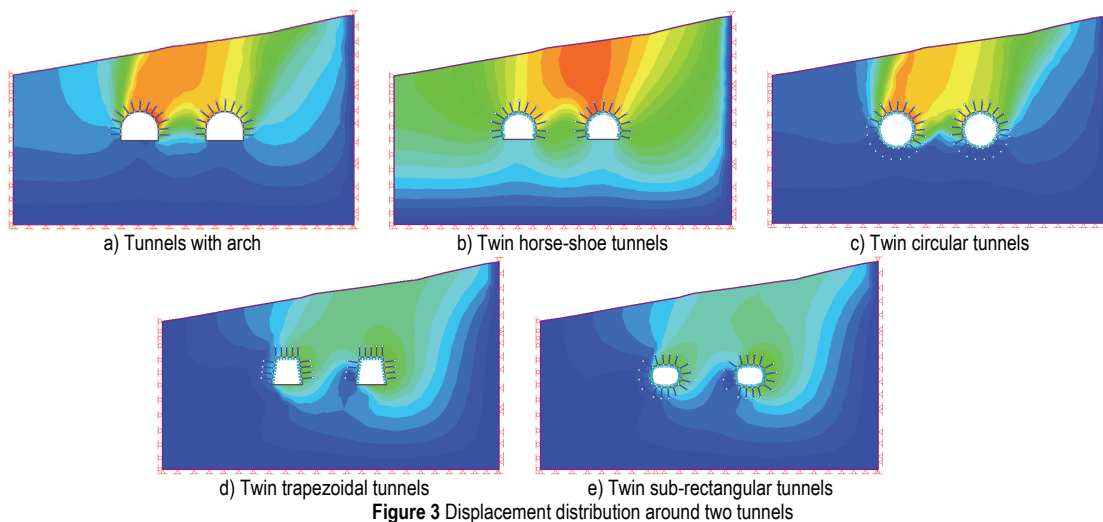 a) Tunnels with arch
b) Twin horse-shoe tunnels
c) Twin circular tunnels
d) Twin trapezoidal tunnels
e) Twin sub-rectangular tunnels
Figure 3 Displacement distribution around two tunnels